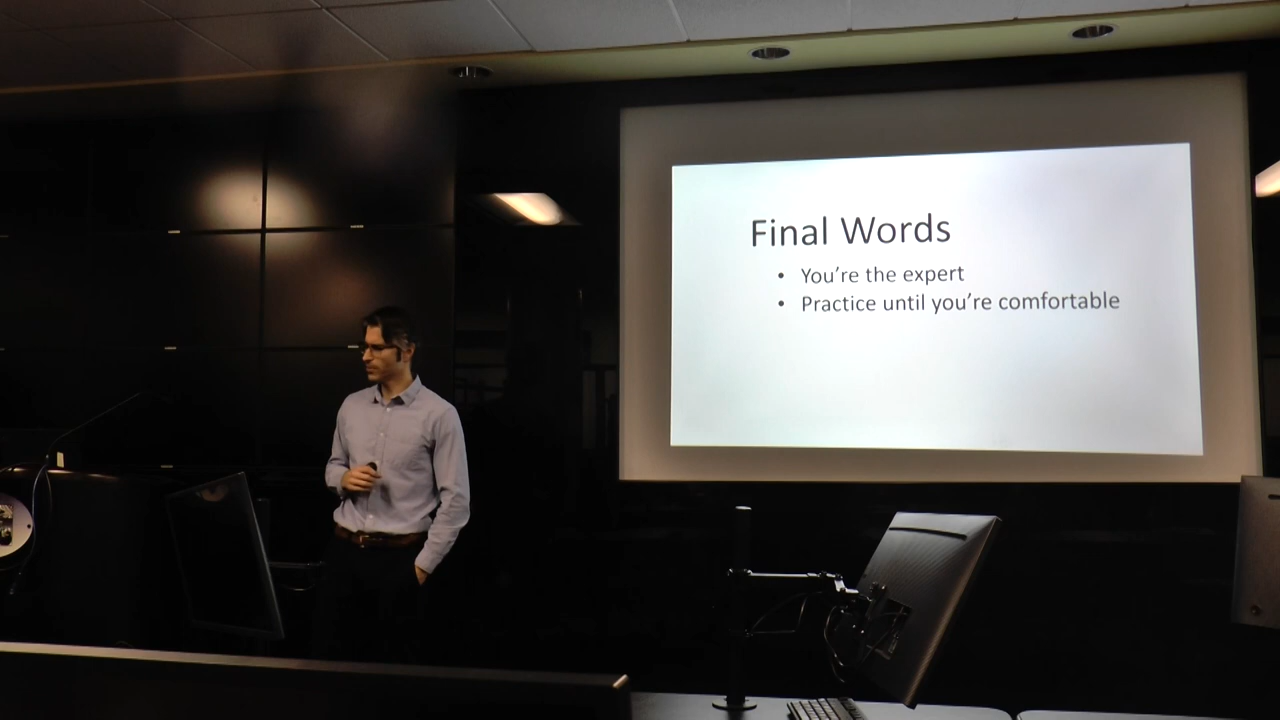 Final Words
• You're the expert
• Practice until you're comfortable